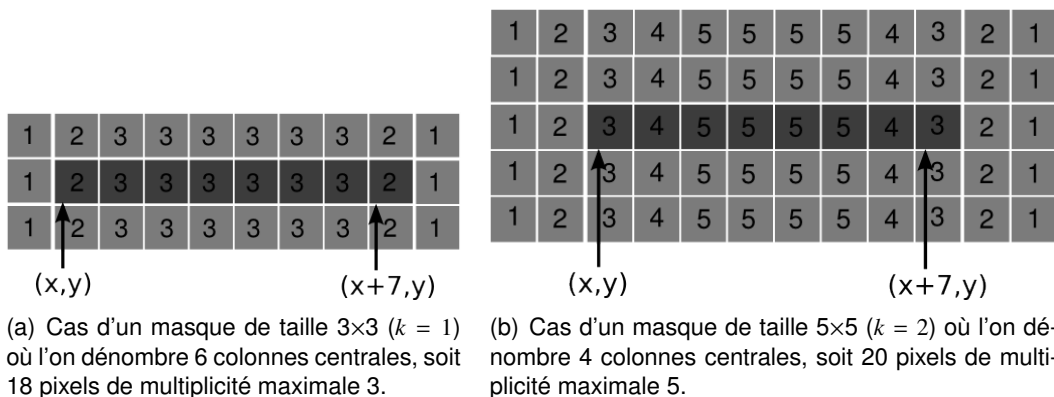 1 2 3 3 3 3 3 3 2 1
1 2 3 3 3 3 3 3 2 1
1 2 3 3 3 3 3 3 2 1
(x,y) (x+7,y)
(a) Cas d'un masque de taille 3×3 (k = 1)
où l'on dénombre 6 colonnes centrales, soit
18 pixels de multiplicité maximale 3.
1 2 3 4 5 5 5 5 4 3 2 1
1 2 3 4 5 5 5 5 4 3 2 1
1 2 3 4 5 5 5 5 4 3 2 1
1 2 3 4 5 5 5 5 4 3 2 1
1 2 3 4 5 5 5 5 4 3 2 1
(x,y) (x+7,y)
(b) Cas d'un masque de taille 5×5 (k = 2) où l'on dé-
nombre 4 colonnes centrales, soit 20 pixels de multi-
plicité maximale 5.